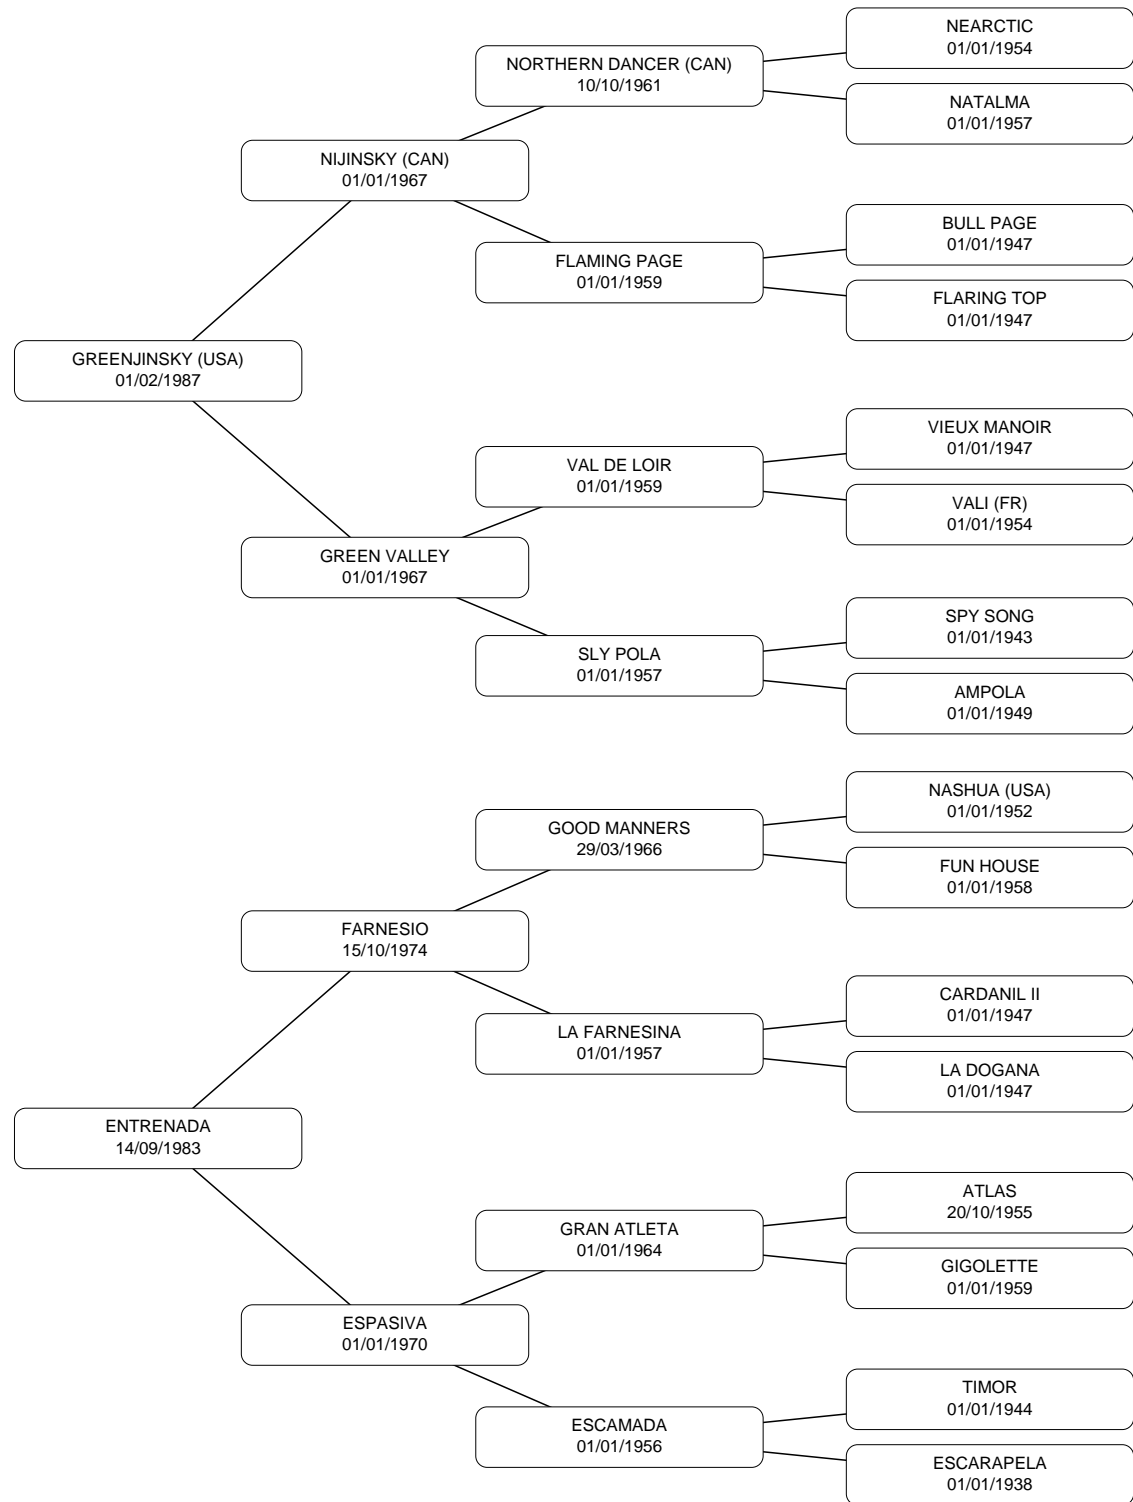 NEARCTIC
01/01/1954
NORTHERN DANCER (CAN)
10/10/1961
NATALMA
01/01/1957
NIJINSKY (CAN)
01/01/1967
BULL PAGE
01/01/1947
FLAMING PAGE
01/01/1959
FLARING TOP
01/01/1947
GREENJINSKY (USA)
01/02/1987
VIEUX MANOIR
01/01/1947
VAL DE LOIR
01/01/1959
VALI (FR)
01/01/1954
GREEN VALLEY
01/01/1967
SPY SONG
01/01/1943
SLY POLA
01/01/1957
AMPOLA
01/01/1949
NASHUA (USA)
01/01/1952
GOOD MANNERS
29/03/1966
FUN HOUSE
01/01/1958
FARNESIO
15/10/1974
CARDANIL II
01/01/1947
LA FARNESINA
01/01/1957
LA DOGANA
01/01/1947
ENTRENADA
14/09/1983
ATLAS
20/10/1955
GRAN ATLETA
01/01/1964
GIGOLETTE
01/01/1959
ESPASIVA
01/01/1970
TIMOR
01/01/1944
ESCAMADA
01/01/1956
ESCARAPELA
01/01/1938